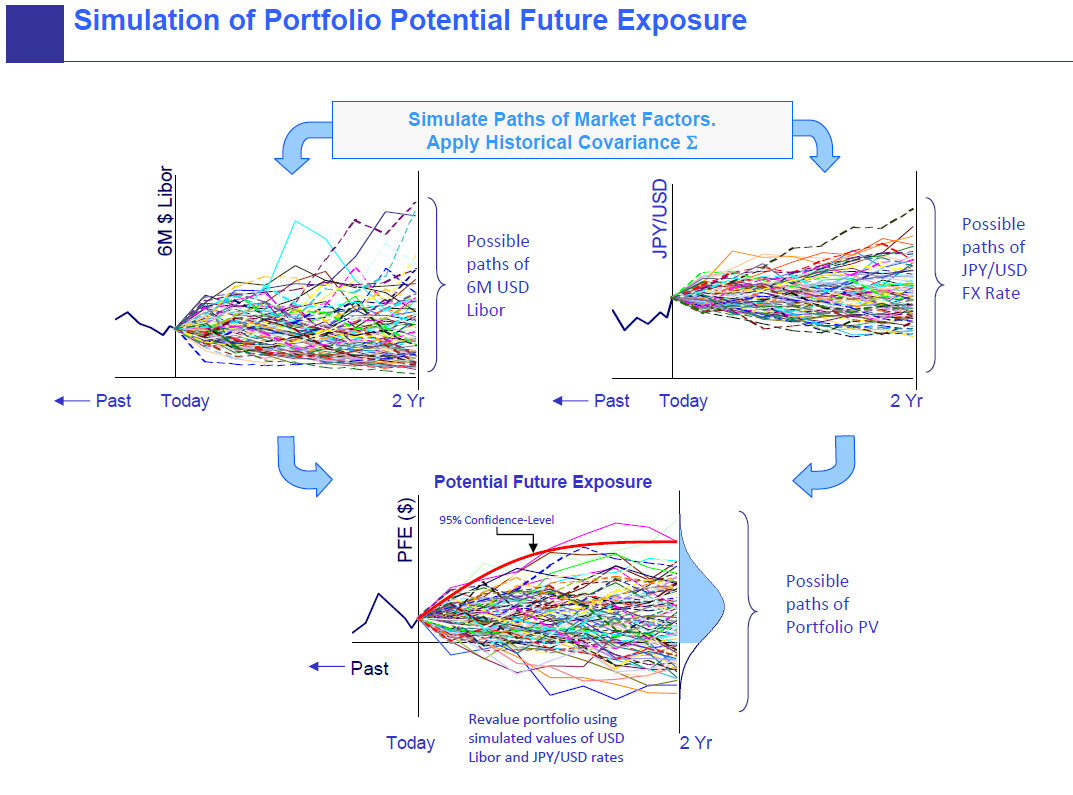 Simulation of Portfolio Potential Future Exposure
Simulate Paths of Market Factors.
Apply Historical Covariance Σ
6M $ Libor
Possible
paths of
6M USD
Libor
Past
Today
2 Yr
JPY/USD
Possible
paths of
JPY/USD
FX Rate
Past
Today
2 Yr
Potential Future Exposure
PFE ($)
95% Confidence-Level
Possible
paths of
Portfolio PV
Past
Today
Revalue portfolio using
simulated values of USD
Libor and JPY/USD rates
2 Yr